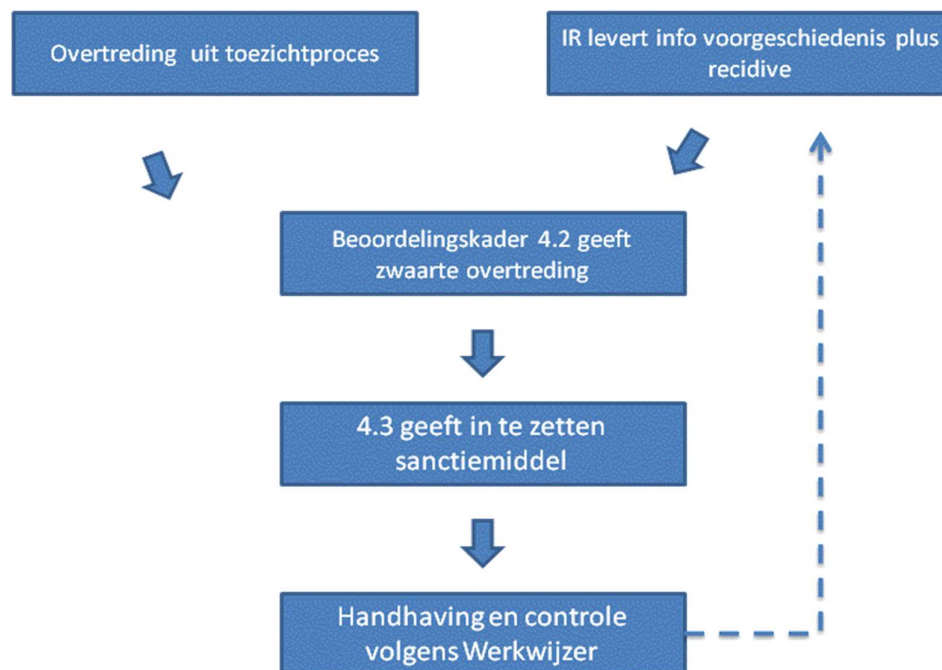 Overtreding uit toezichtproces
IR levert info voorgeschiedenis plus
recidive
Beoordelingskader 4.2 geeft
zwaarte overtreding
4.3 geeft in te zetten
sanctiemiddel
Handhaving en controle
volgens Werkwijzer